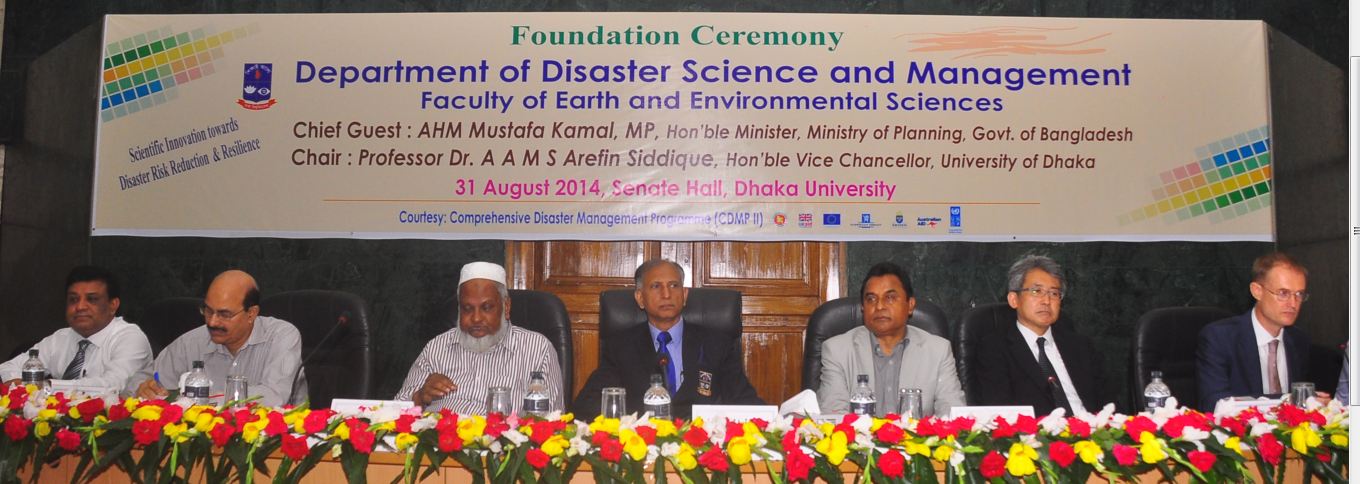 Foundation Ceremony
Department of Disaster Science and Management
Faculty of Earth and Environmental Sciences
Scientific Innovation towards
Disaster Risk Reduction & Resilience
Chief Guest : AHM Mustafa Kamal, MP, Hon'ble Minister, Ministry of Planning, Govt. of Bangladesh
Chair : Professor Dr. A A M S Arefin Siddique, Hon'ble Vice Chancellor, University of Dhaka
31 August 2014, Senate Hall, Dhaka University
Courtesy: Comprehensive Disaster Management Programme (CDMP II)
Australian
AID